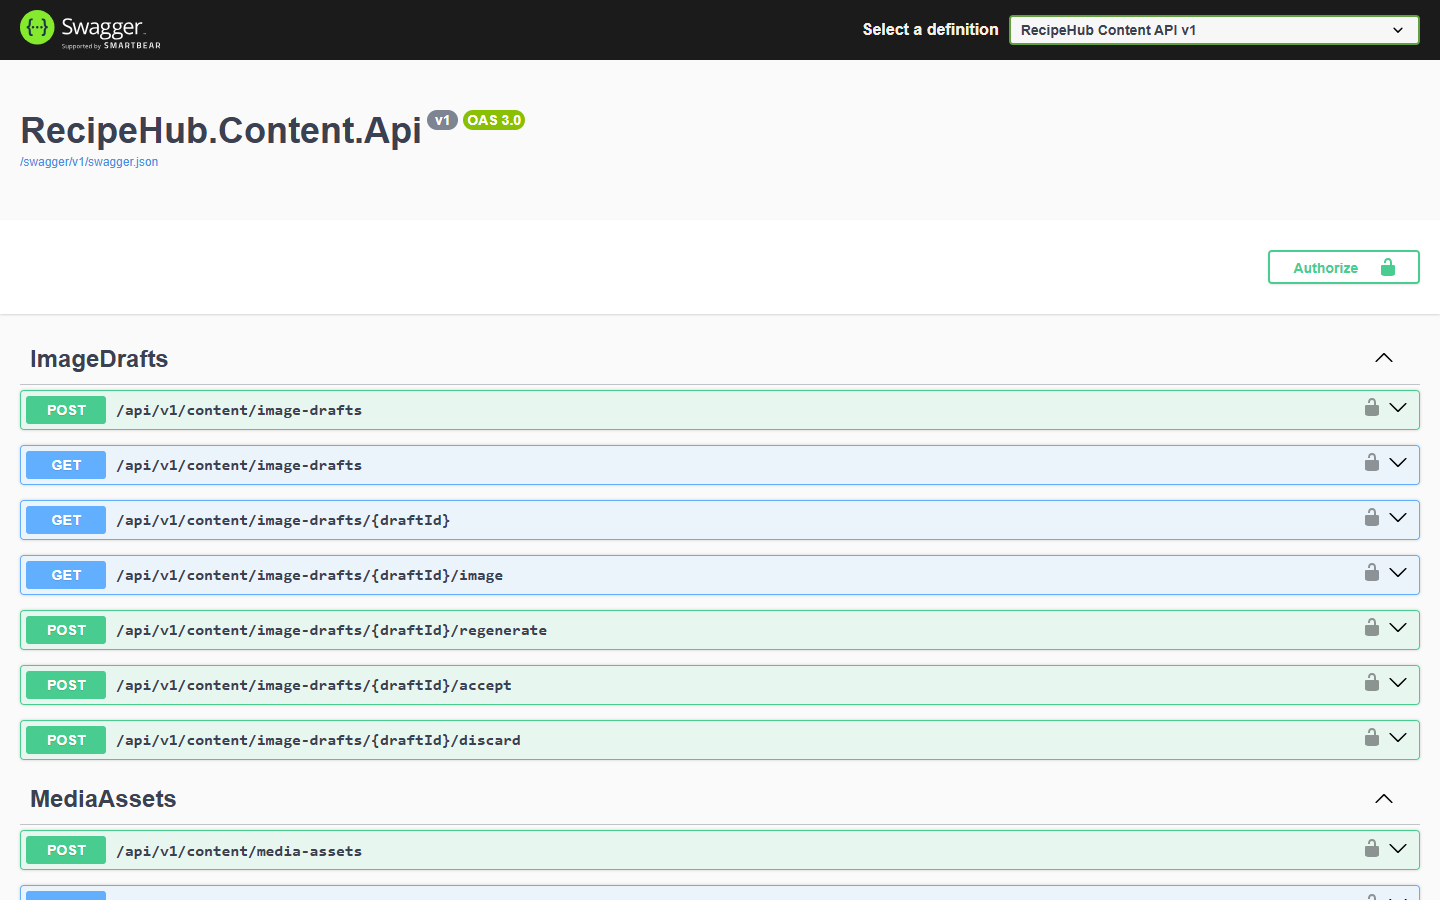 Swagger
Supported by SMARTBEAR
Select a definition
RecipeHub Content API v1
RecipeHub.Content.Api v1 OAS 3.0
/swagger/v1/swagger.json
Authorize
ImageDrafts
POST /api/v1/content/image-drafts
GET /api/v1/content/image-drafts
GET /api/v1/content/image-drafts/{draftId}
GET /api/v1/content/image-drafts/{draftId}/image
POST /api/v1/content/image-drafts/{draftId}/regenerate
POST /api/v1/content/image-drafts/{draftId}/accept
POST /api/v1/content/image-drafts/{draftId}/discard
MediaAssets
POST /api/v1/content/media-assets